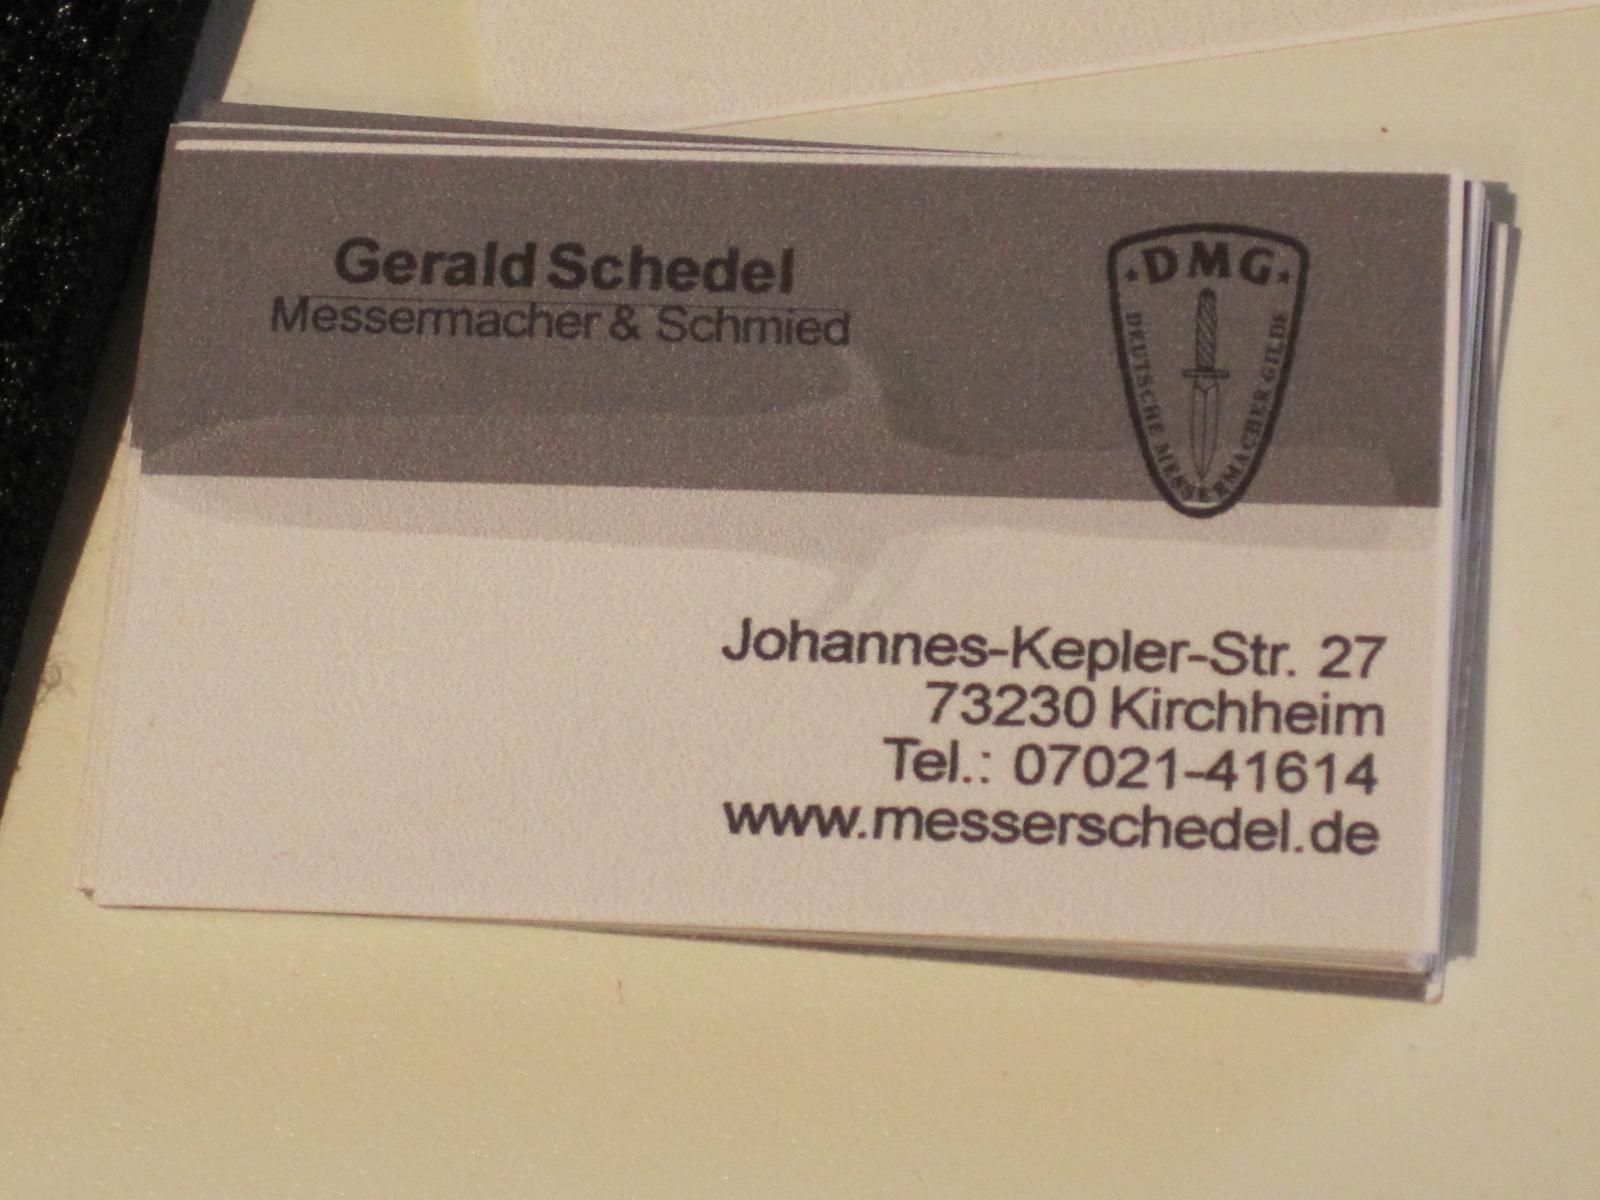 Gerald Schedel
Messermacher & Schmied
DMG
DEUTSCHE MESSERMACHER GILDE
Johannes-Kepler-Str. 27
73230 Kirchheim
Tel.: 07021-41614
www.messerschedel.de